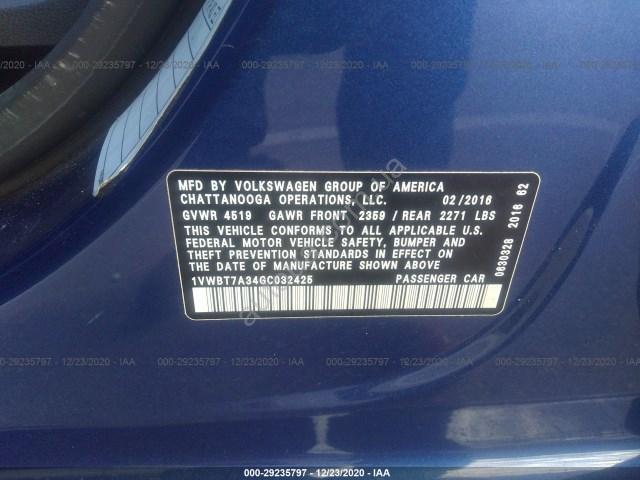 000-29235797 - 12/23/2020 - IAA
MFD BY VOLKSWAGEN GROUP OF AMERICA
CHATTANOOGA OPERATIONS, LLC. 02/2016
GVWR 4519 GAWR FRONT 2359 / REAR 2271 LBS
THIS VEHICLE CONFORMS TO ALL APPLICABLE U.S.
FEDERAL MOTOR VEHICLE SAFETY, BUMPER AND
THEFT PREVENTION STANDARDS IN EFFECT ON
THE DATE OF MANUFACTURE SHOWN ABOVE
1VWBT7A34GC032425 PASSENGER CAR
0630328 2016 62
000-29235797 - 12/23/2020 - IAA
000-29235797 - 12/23/2020 - IAA